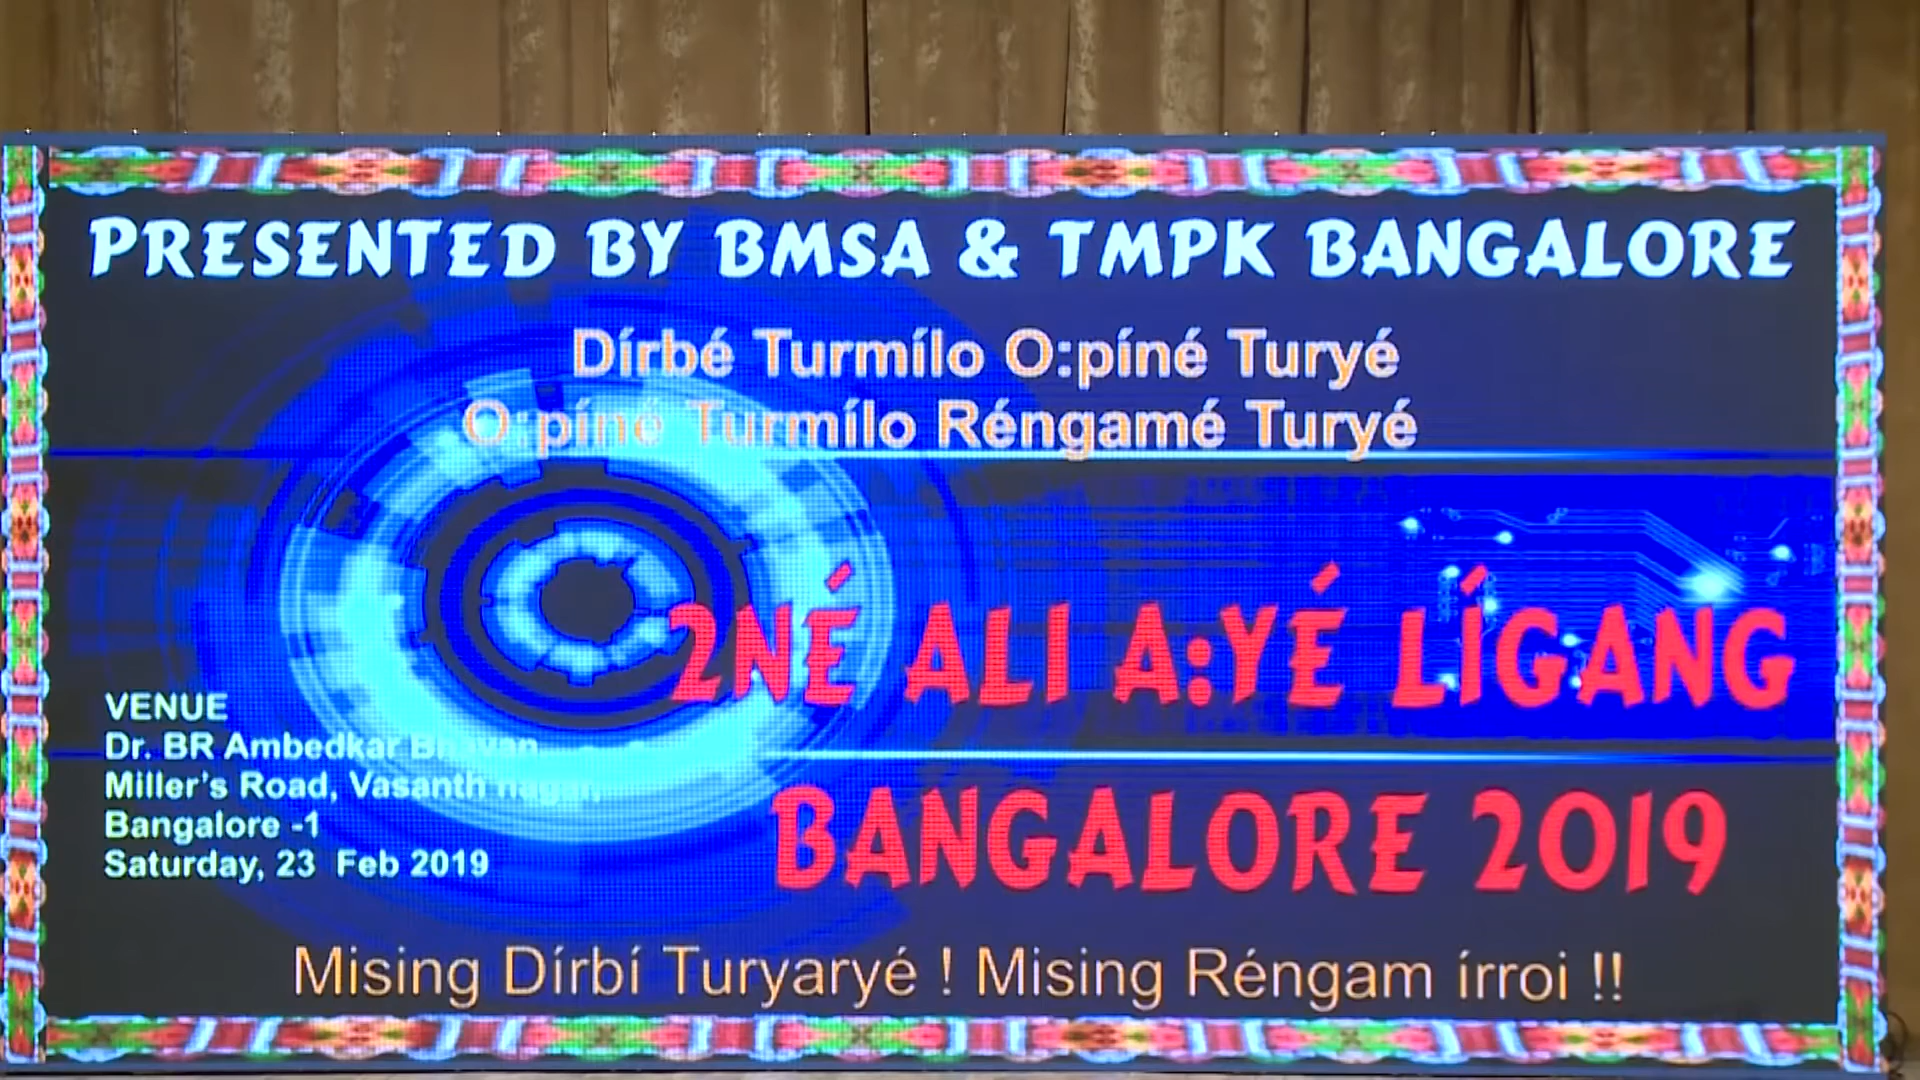 PRESENTED BY BMSA & TMPK BANGALORE
Dírbé Turmílo O:píné Turyé
O:píné Turmílo Réngamé Turyé
2NÉ ALI A:YÉ LÍGANG
BANGALORE 2019
VENUE
Dr. BR Ambedkar Bhavan
Miller's Road, Vasanth nagar,
Bangalore -1
Saturday, 23 Feb 2019
Mising Dírbí Turyaryé ! Mising Réngam írroi !!